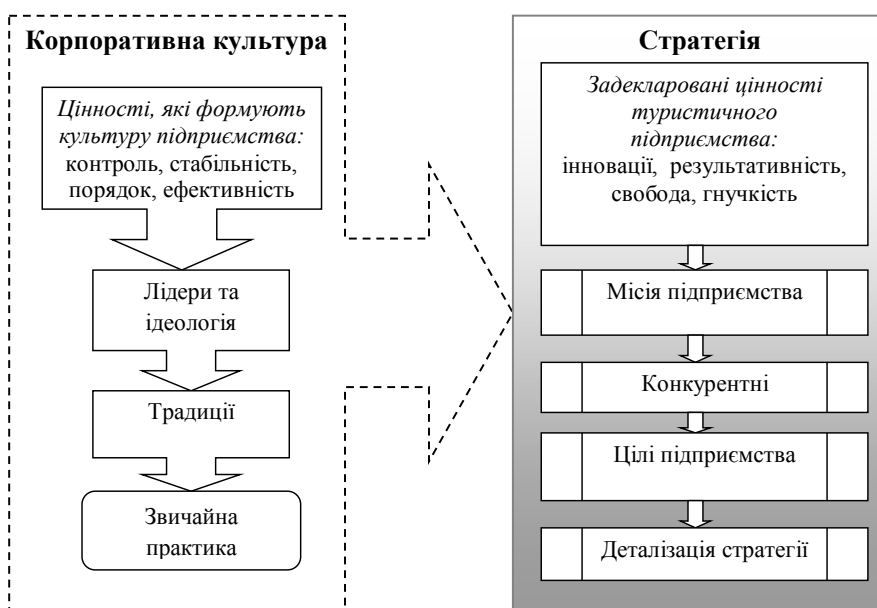 Корпоративна культура
Цінності, які формують
культуру підприємства:
контроль, стабільність,
порядок, ефективність
Лідери та
ідеологія
Традиції
Звичайна
практика
Стратегія
Задекларовані цінності
туристичного
підприємства:
інновації, результативність,
свобода, гнучкість
Місія підприємства
Конкурентні
Цілі підприємства
Деталізація стратегії